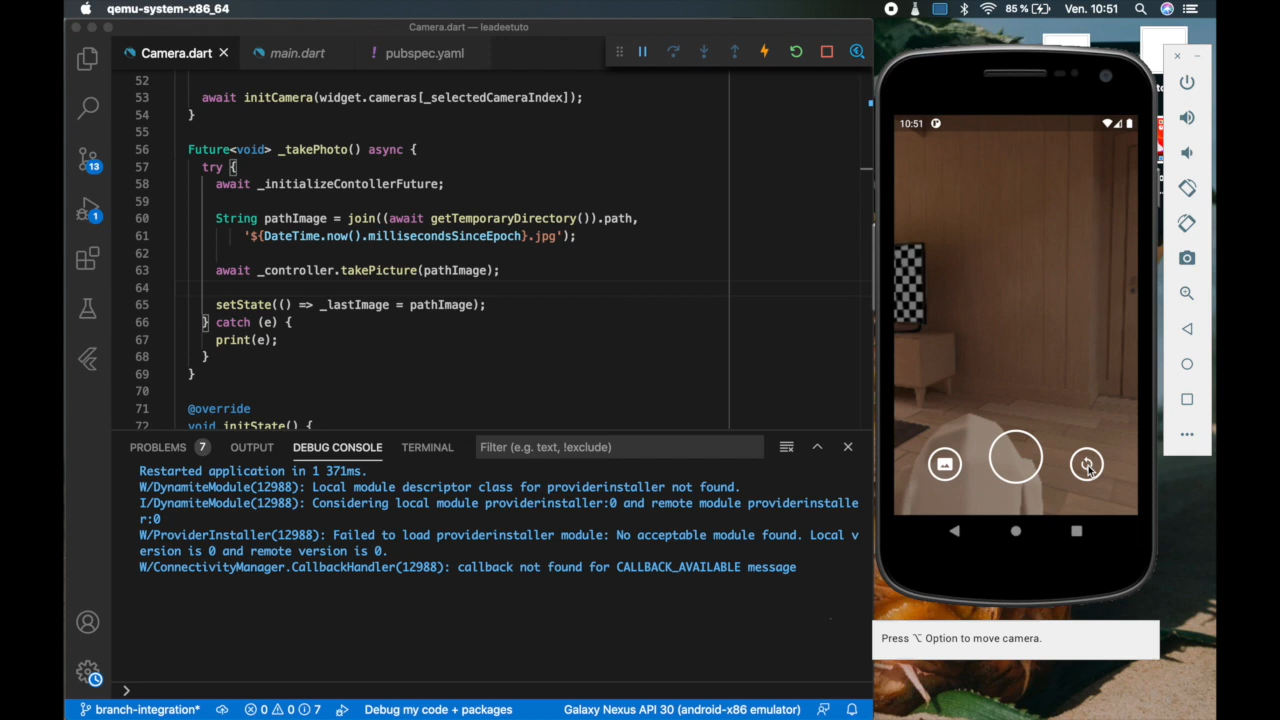 qemu-system-x86_64
85 %
Ven. 10:51
Camera.dart — leadeetuto
Camera.dart
main.dart
pubspec.yaml
52
53 await initCamera(widget.cameras[_selectedCameraIndex]);
54 }
55
56 Future<void> _takePhoto() async {
57 try {
58 await _initializeContollerFuture;
59
60 String pathImage = join((await getTemporaryDirectory()).path,
61 '${DateTime.now().millisecondsSinceEpoch}.jpg');
62
63 await _controller.takePicture(pathImage);
64
65 setState(() => _lastImage = pathImage);
66 } catch (e) {
67 print(e);
68 }
69 }
70
71 @override
72 void initState() {
13
1
PROBLEMS 7
OUTPUT
DEBUG CONSOLE
TERMINAL
Filter (e.g. text, !exclude)
Restarted application in 1 371ms.
W/DynamiteModule(12988): Local module descriptor class for providerinstaller not found.
I/DynamiteModule(12988): Considering local module providerinstaller:0 and remote module providerinstalle
r:0
W/ProviderInstaller(12988): Failed to load providerinstaller module: No acceptable module found. Local v
ersion is 0 and remote version is 0.
W/ConnectivityManager.CallbackHandler(12988): callback not found for CALLBACK_AVAILABLE message
10:51
Press ⌥ Option to move camera.
branch-integration*
0 0 7
Debug my code + packages
Galaxy Nexus API 30 (android-x86 emulator)